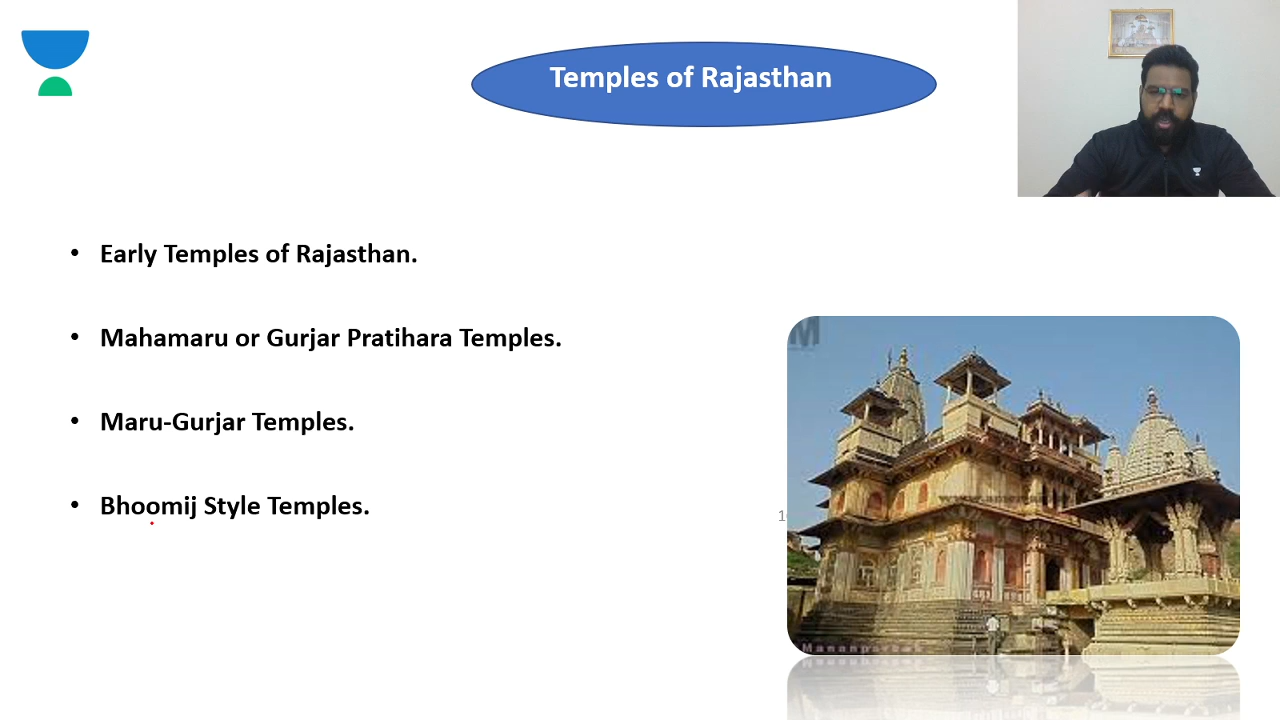 Temples of Rajasthan
• Early Temples of Rajasthan.
• Mahamaru or Gurjar Pratihara Temples.
• Maru-Gurjar Temples.
• Bhoomij Style Temples.